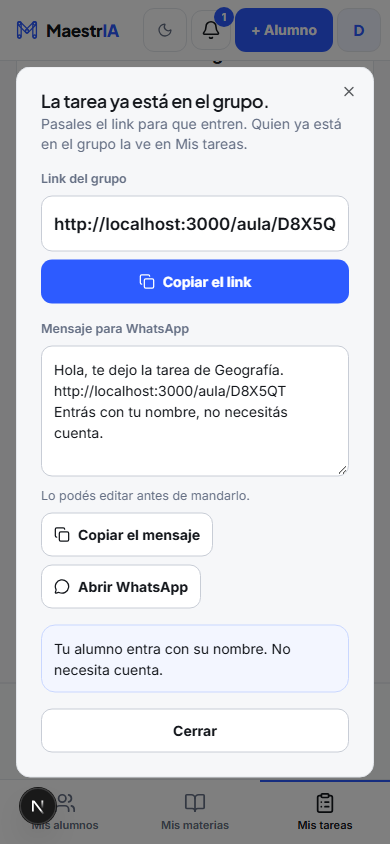 MaestrIA
1
+ Alumno
D
La tarea ya está en el grupo.
Pasales el link para que entren. Quien ya está
en el grupo la ve en Mis tareas.
Link del grupo
http://localhost:3000/aula/D8X5Q
Copiar el link
Mensaje para WhatsApp
Hola, te dejo la tarea de Geografía.
http://localhost:3000/aula/D8X5QT
Entrás con tu nombre, no necesitás
cuenta.
Lo podés editar antes de mandarlo.
Copiar el mensaje
Abrir WhatsApp
Tu alumno entra con su nombre. No
necesita cuenta.
Cerrar
N
Mis alumnos
Mis materias
Mis tareas